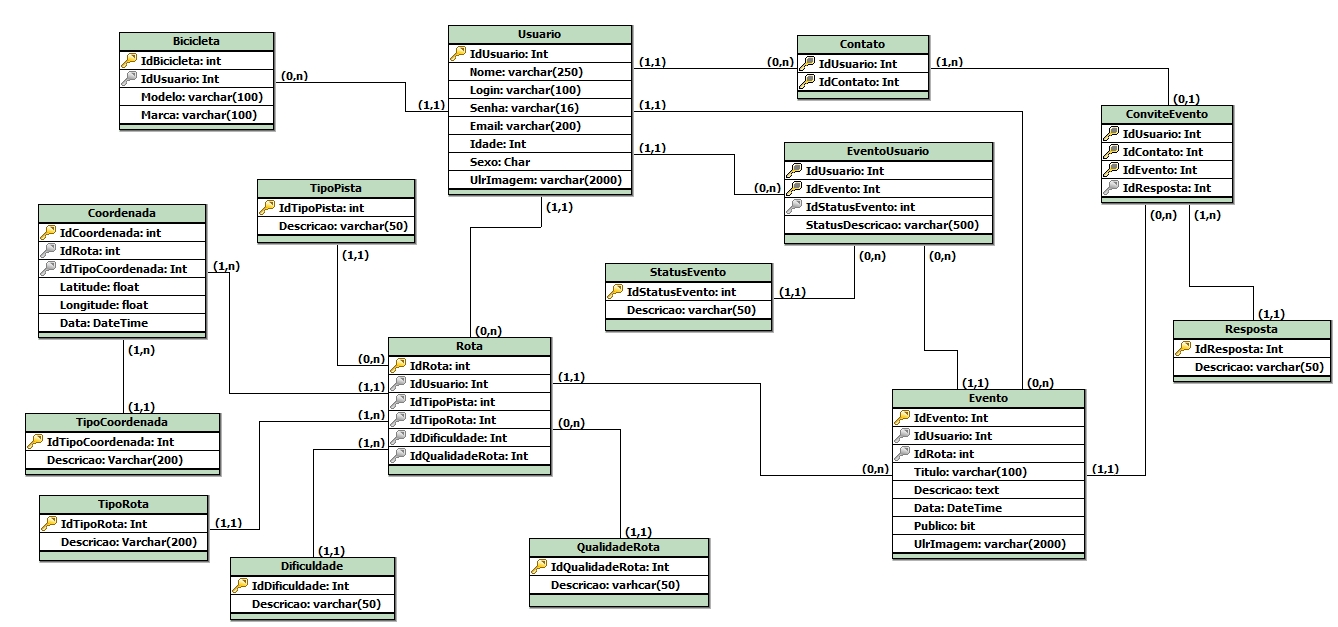 Bicicleta
IdBicicleta: int
IdUsuario: Int
Modelo: varchar(100)
Marca: varchar(100)
(0,n)
(1,1)
Usuario
IdUsuario: Int
Nome: varchar(250)
Login: varchar(100)
Senha: varchar(16)
Email: varchar(200)
Idade: Int
Sexo: Char
UlrImagem: varchar(2000)
(1,1)
(0,n)
(1,1)
(1,1)
(0,n)
(1,1)
Contato
IdUsuario: Int
IdContato: Int
(1,n)
(0,1)
ConviteEvento
IdUsuario: Int
IdContato: Int
IdEvento: Int
IdResposta: Int
(0,n)
(1,n)
EventoUsuario
IdUsuario: Int
IdEvento: Int
IdStatusEvento: int
StatusDescricao: varchar(500)
(0,n)
(0,n)
TipoPista
IdTipoPista: int
Descricao: varchar(50)
(1,1)
Coordenada
IdCoordenada: int
IdRota: int
IdTipoCoordenada: Int
Latitude: float
Longitude: float
Data: DateTime
(1,n)
(1,n)
(1,1)
StatusEvento
IdStatusEvento: int
Descricao: varchar(50)
(1,1)
(1,1)
Resposta
IdResposta: Int
Descricao: varchar(50)
(0,n)
Rota
IdRota: int
IdUsuario: Int
IdTipoPista: int
IdTipoRota: Int
IdDificuldade: Int
IdQualidadeRota: Int
(0,n)
(1,1)
(1,n)
(1,n)
(1,1)
(0,n)
(1,1)
(0,n)
Evento
IdEvento: Int
IdUsuario: Int
IdRota: int
Titulo: varchar(100)
Descricao: text
Data: DateTime
Publico: bit
UlrImagem: varchar(2000)
(0,n)
(1,1)
TipoCoordenada
IdTipoCoordenada: Int
Descricao: Varchar(200)
TipoRota
IdTipoRota: Int
Descricao: Varchar(200)
(1,1)
(1,1)
Dificuldade
IdDificuldade: Int
Descricao: varchar(50)
(1,1)
QualidadeRota
IdQualidadeRota: Int
Descricao: varhcar(50)